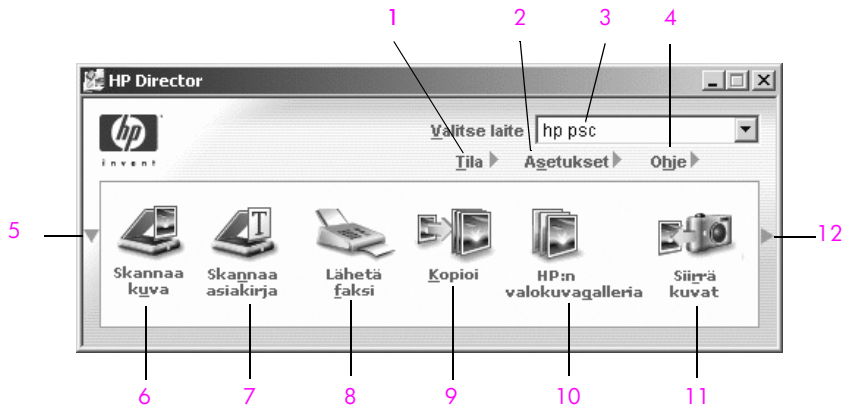 1 2 3 4
HP Director
hp
invent
Valitse laite hp psc
Tila Asetukset Ohje
5
12
Skannaa kuva
Skannaa asiakirja
Lähetä faksi
Kopioi
HP:n valokuvagalleria
Siirrä kuvat
6 7 8 9 10 11